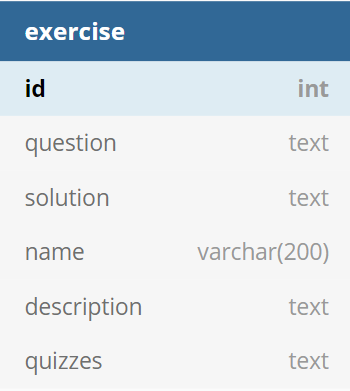 exercise
id int
question text
solution text
name varchar(200)
description text
quizzes text